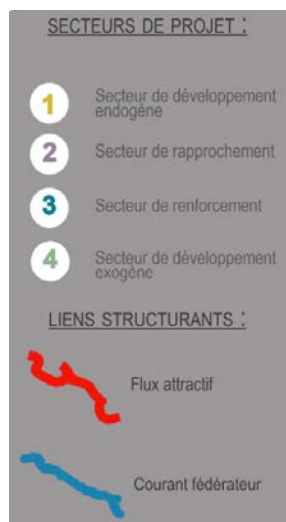 SECTEURS DE PROJET :
1 Secteur de développement
endogène
2 Secteur de rapprochement
3 Secteur de renforcement
4 Secteur de développement
exogène
LIENS STRUCTURANTS :
Flux attractif
Courant fédérateur